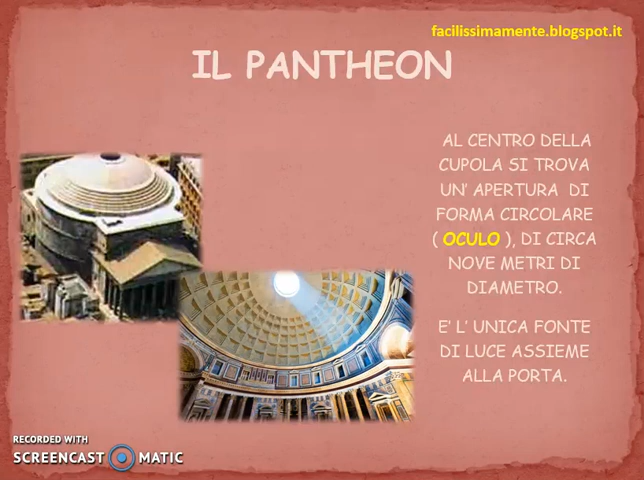 facilissimamente.blogspot.it
IL PANTHEON
AL CENTRO DELLA
CUPOLA SI TROVA
UN' APERTURA DI
FORMA CIRCOLARE
( OCULO ), DI CIRCA
NOVE METRI DI
DIAMETRO.
E' L' UNICA FONTE
DI LUCE ASSIEME
ALLA PORTA.
RECORDED WITH
SCREENCAST MATIC